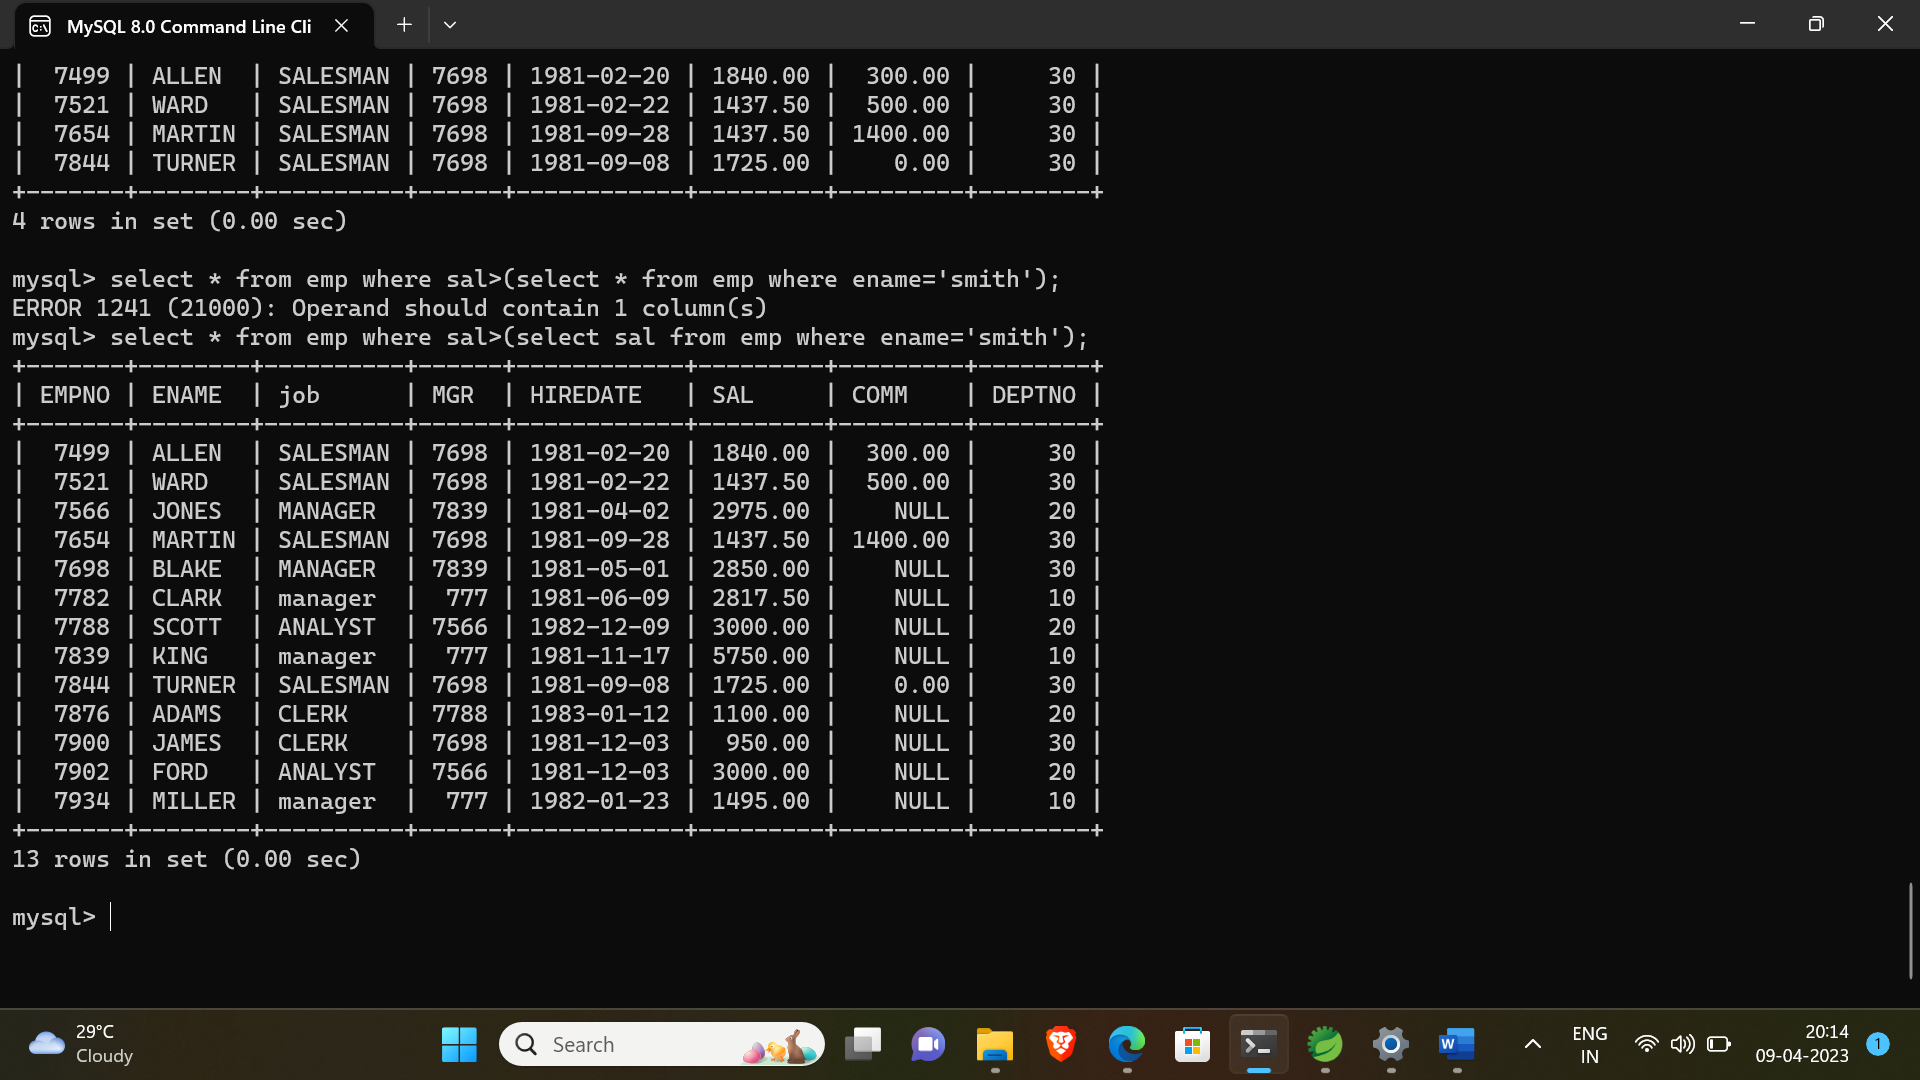 MySQL 8.0 Command Line Cli
|  7499 | ALLEN  | SALESMAN | 7698 | 1981-02-20 | 1840.00 |  300.00 |     30 |
|  7521 | WARD   | SALESMAN | 7698 | 1981-02-22 | 1437.50 |  500.00 |     30 |
|  7654 | MARTIN | SALESMAN | 7698 | 1981-09-28 | 1437.50 | 1400.00 |     30 |
|  7844 | TURNER | SALESMAN | 7698 | 1981-09-08 | 1725.00 |    0.00 |     30 |
+-------+--------+----------+------+------------+---------+---------+--------+
4 rows in set (0.00 sec)
mysql> select * from emp where sal>(select * from emp where ename='smith');
ERROR 1241 (21000): Operand should contain 1 column(s)
mysql> select * from emp where sal>(select sal from emp where ename='smith');
+-------+--------+----------+------+------------+---------+---------+--------+
| EMPNO | ENAME  | job      | MGR  | HIREDATE   | SAL     | COMM    | DEPTNO |
+-------+--------+----------+------+------------+---------+---------+--------+
|  7499 | ALLEN  | SALESMAN | 7698 | 1981-02-20 | 1840.00 |  300.00 |     30 |
|  7521 | WARD   | SALESMAN | 7698 | 1981-02-22 | 1437.50 |  500.00 |     30 |
|  7566 | JONES  | MANAGER  | 7839 | 1981-04-02 | 2975.00 |    NULL |     20 |
|  7654 | MARTIN | SALESMAN | 7698 | 1981-09-28 | 1437.50 | 1400.00 |     30 |
|  7698 | BLAKE  | MANAGER  | 7839 | 1981-05-01 | 2850.00 |    NULL |     30 |
|  7782 | CLARK  | manager  |  777 | 1981-06-09 | 2817.50 |    NULL |     10 |
|  7788 | SCOTT  | ANALYST  | 7566 | 1982-12-09 | 3000.00 |    NULL |     20 |
|  7839 | KING   | manager  |  777 | 1981-11-17 | 5750.00 |    NULL |     10 |
|  7844 | TURNER | SALESMAN | 7698 | 1981-09-08 | 1725.00 |    0.00 |     30 |
|  7876 | ADAMS  | CLERK    | 7788 | 1983-01-12 | 1100.00 |    NULL |     20 |
|  7900 | JAMES  | CLERK    | 7698 | 1981-12-03 |  950.00 |    NULL |     30 |
|  7902 | FORD   | ANALYST  | 7566 | 1981-12-03 | 3000.00 |    NULL |     20 |
|  7934 | MILLER | manager  |  777 | 1982-01-23 | 1495.00 |    NULL |     10 |
+-------+--------+----------+------+------------+---------+---------+--------+
13 rows in set (0.00 sec)
mysql>
29°C
Cloudy
Search
W
ENG
IN
20:14
09-04-2023
1